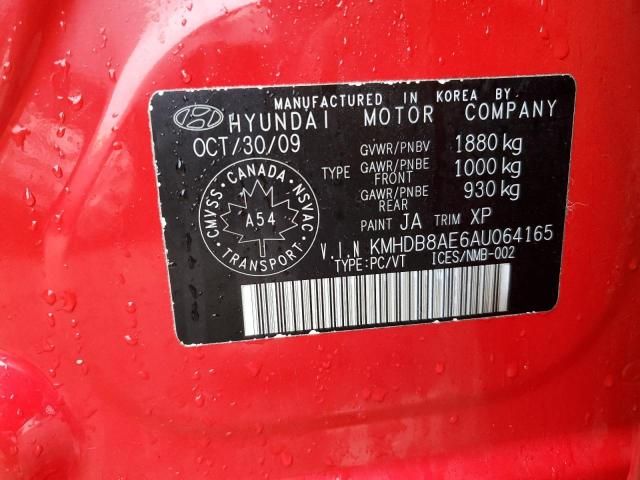 MANUFACTURED IN KOREA BY:
HYUNDAI MOTOR COMPANY
OCT/30/09
GVWR/PNBV 1880 kg
TYPE GAWR/PNBE FRONT 1000 kg
GAWR/PNBE REAR 930 kg
PAINT JA TRIM XP
CMVSS · CANADA · NSVAC
A54
TRANSPORT
V.I.N KMHDB8AE6AU064165
TYPE:PC/VT ICES/NMB-002